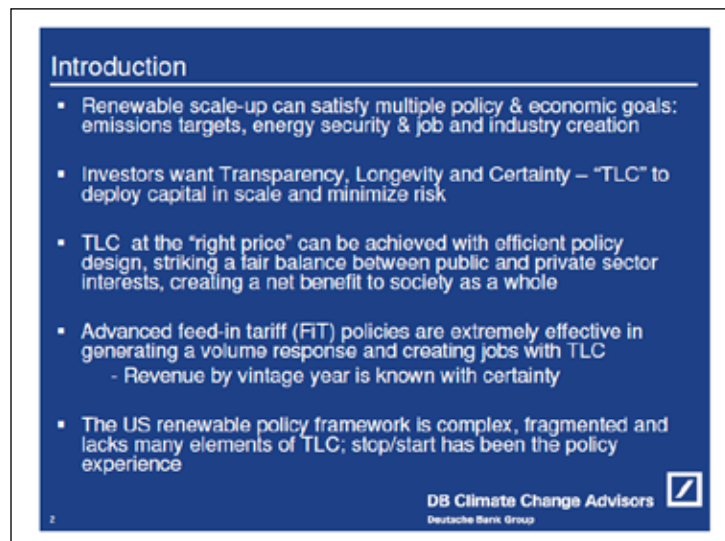 Introduction
▪ Renewable scale-up can satisfy multiple policy & economic goals:
emissions targets, energy security & job and industry creation
▪ Investors want Transparency, Longevity and Certainty – “TLC” to
deploy capital in scale and minimize risk
▪ TLC at the “right price” can be achieved with efficient policy
design, striking a fair balance between public and private sector
interests, creating a net benefit to society as a whole
▪ Advanced feed-in tariff (FiT) policies are extremely effective in
generating a volume response and creating jobs with TLC
- Revenue by vintage year is known with certainty
▪ The US renewable policy framework is complex, fragmented and
lacks many elements of TLC; stop/start has been the policy
experience
DB Climate Change Advisors
Deutsche Bank Group
2